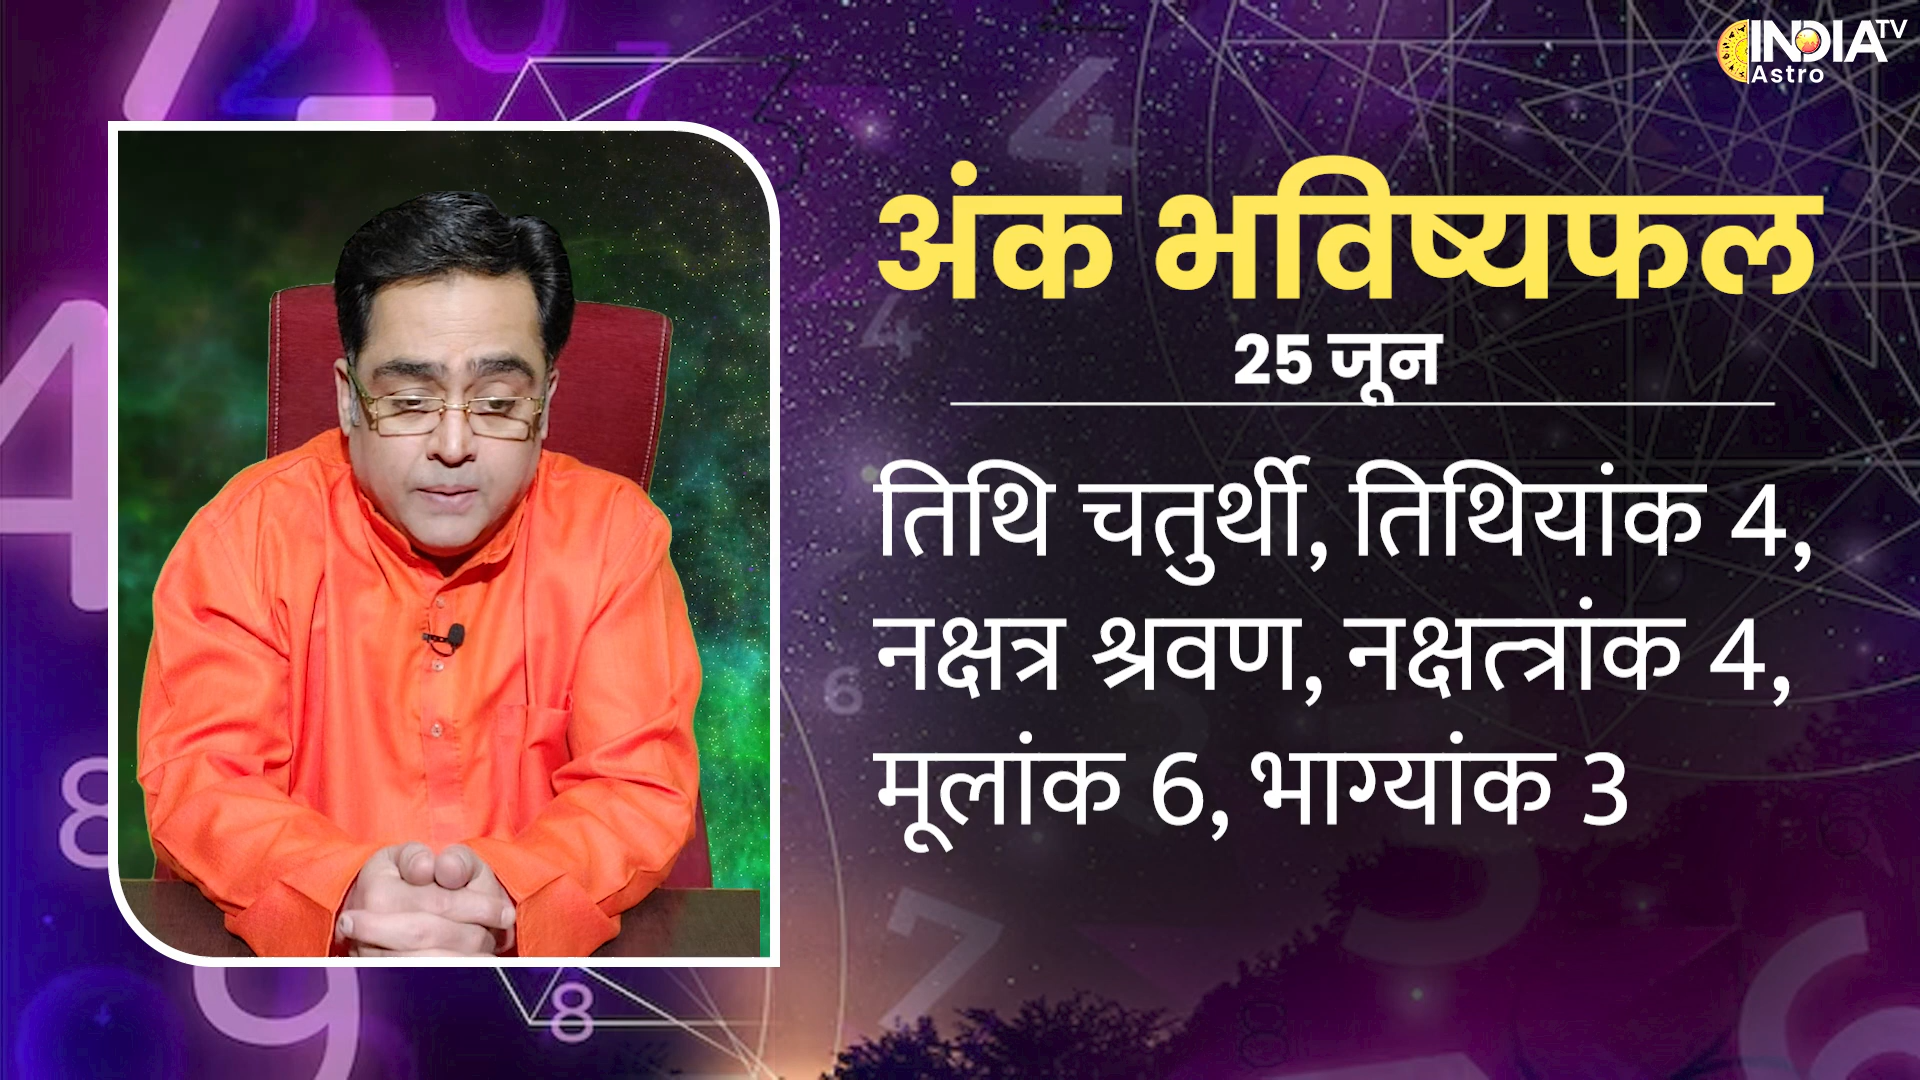 INDIA TV
Astro
अंक भविष्यफल
25 जून
तिथि चतुर्थी, तिथियांक 4,
नक्षत्र श्रवण, नक्षत्त्रांक 4,
मूलांक 6, भाग्यांक 3